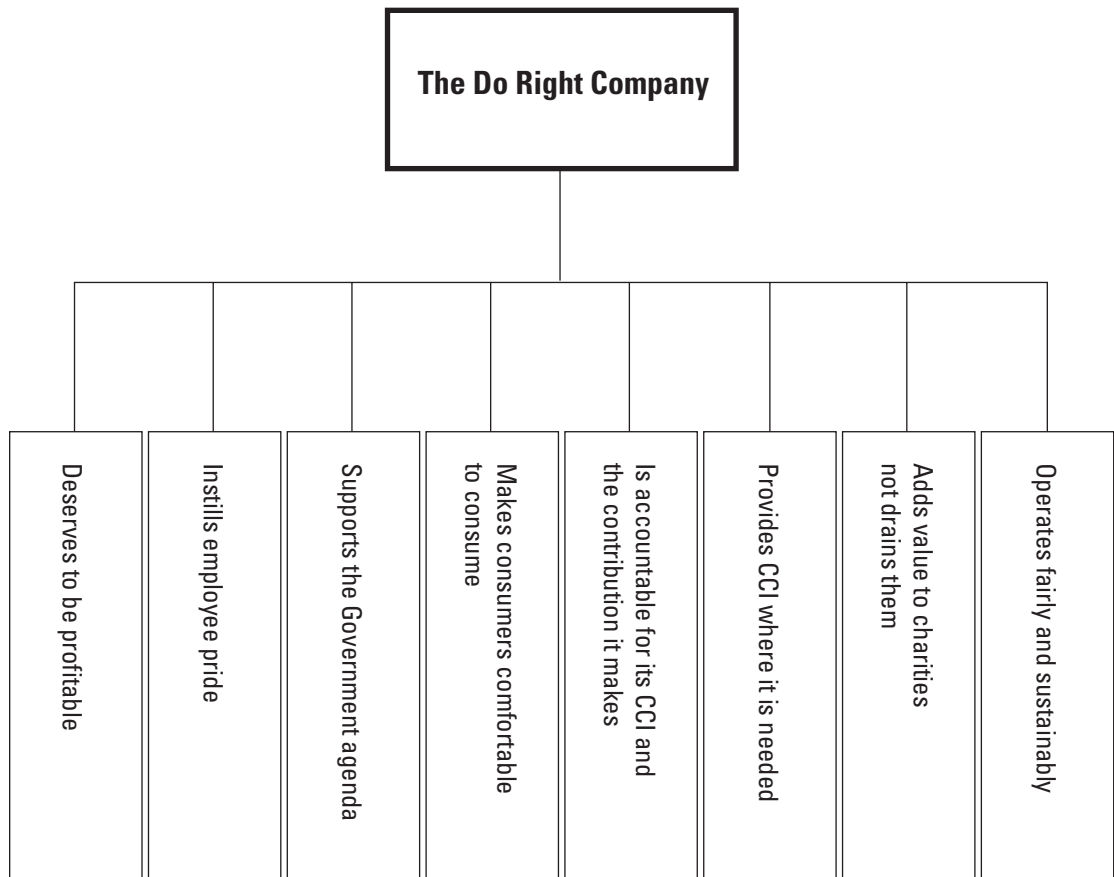 The Do Right Company
Deserves to be profitable
Instills employee pride
Supports the Government agenda
Makes consumers comfortable
to consume
Is accountable for its CCI and
the contribution it makes
Provides CCI where it is needed
Adds value to charities
not drains them
Operates fairly and sustainably